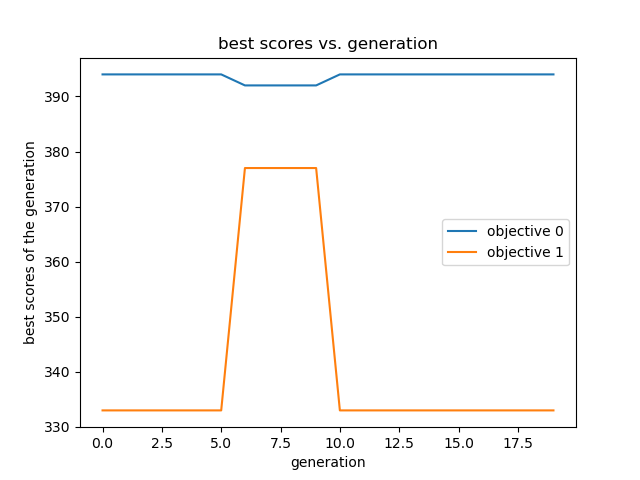 best scores vs. generation
best scores of the generation
390
380
370
360
350
340
330
objective 0
objective 1
0.0 2.5 5.0 7.5 10.0 12.5 15.0 17.5
generation